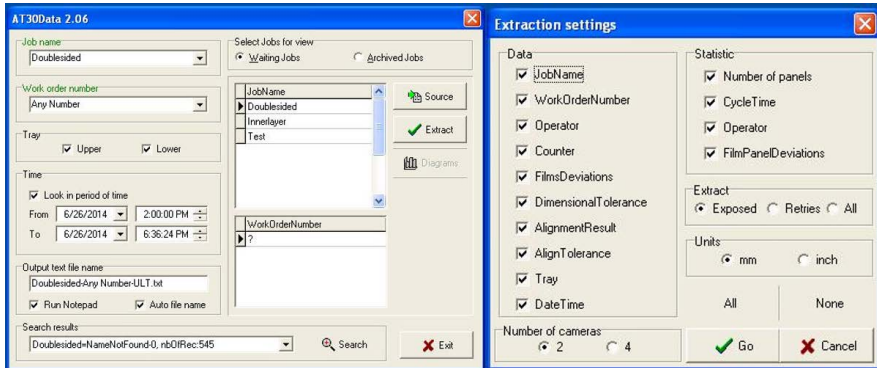 AT30Data 2.06
Job name
Doublesided
Work order number
Any Number
Tray
Upper Lower
Time
Look in period of time
From 6/26/2014 2:00:00 PM
To 6/26/2014 6:36:24 PM
Output text file name
Doublesided-Any Number-ULT.txt
Run Notepad Auto file name
Search results
Doublesided=NameNotFound-0, nbOfRec:545
Search
Select Jobs for view
Waiting Jobs Archived Jobs
JobName
Doublesided
Innerlayer
Test
WorkOrderNumber
?
Source
Extract
Diagrams
Exit
Extraction settings
Data
JobName
WorkOrderNumber
Operator
Counter
FilmsDeviations
DimensionalTolerance
AlignmentResult
AlignTolerance
Tray
DateTime
Number of cameras
2 4
Statistic
Number of panels
CycleTime
Operator
FilmPanelDeviations
Extract
Exposed Retries All
Units
mm inch
All None
Go Cancel